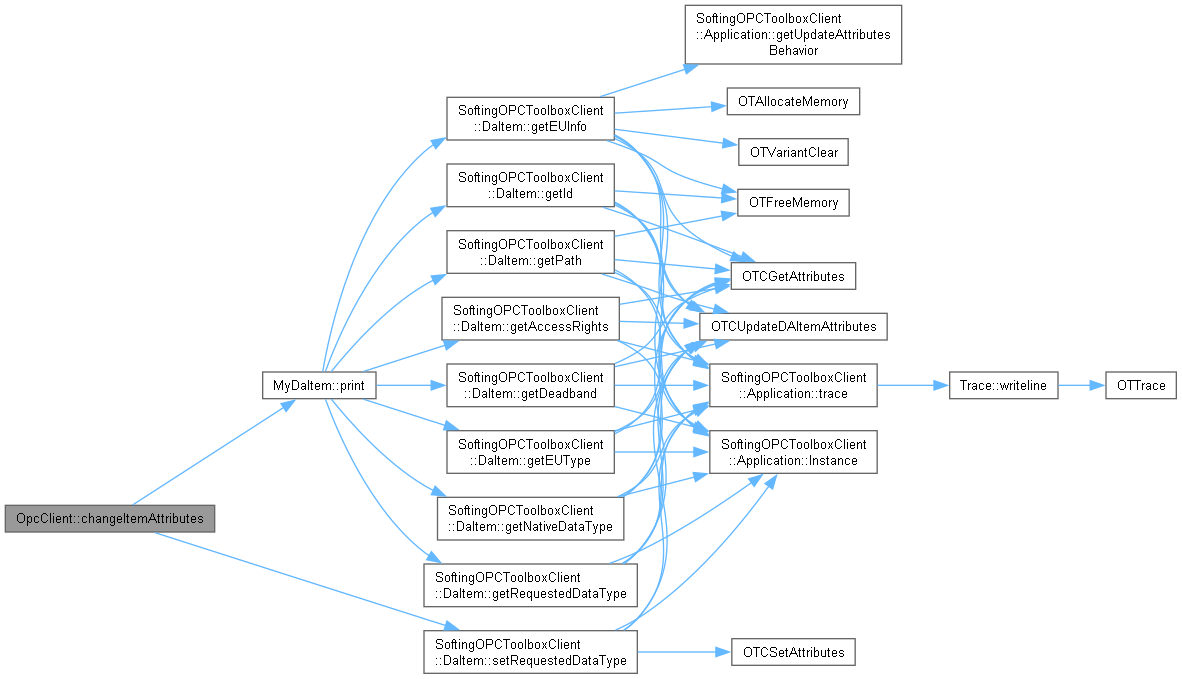 OpcClient::changeItemAttributes
MyDaItem::print
SoftingOPCToolboxClient
::DaItem::getEUInfo
SoftingOPCToolboxClient
::DaItem::getId
SoftingOPCToolboxClient
::DaItem::getPath
SoftingOPCToolboxClient
::DaItem::getAccessRights
SoftingOPCToolboxClient
::DaItem::getDeadband
SoftingOPCToolboxClient
::DaItem::getEUType
SoftingOPCToolboxClient
::DaItem::getNativeDataType
SoftingOPCToolboxClient
::DaItem::getRequestedDataType
SoftingOPCToolboxClient
::DaItem::setRequestedDataType
SoftingOPCToolboxClient
::Application::getUpdateAttributes
Behavior
OTAllocateMemory
OTVariantClear
OTFreeMemory
OTCGetAttributes
OTCUpdateDAItemAttributes
SoftingOPCToolboxClient
::Application::trace
SoftingOPCToolboxClient
::Application::Instance
OTCSetAttributes
Trace::writeline
OTTrace